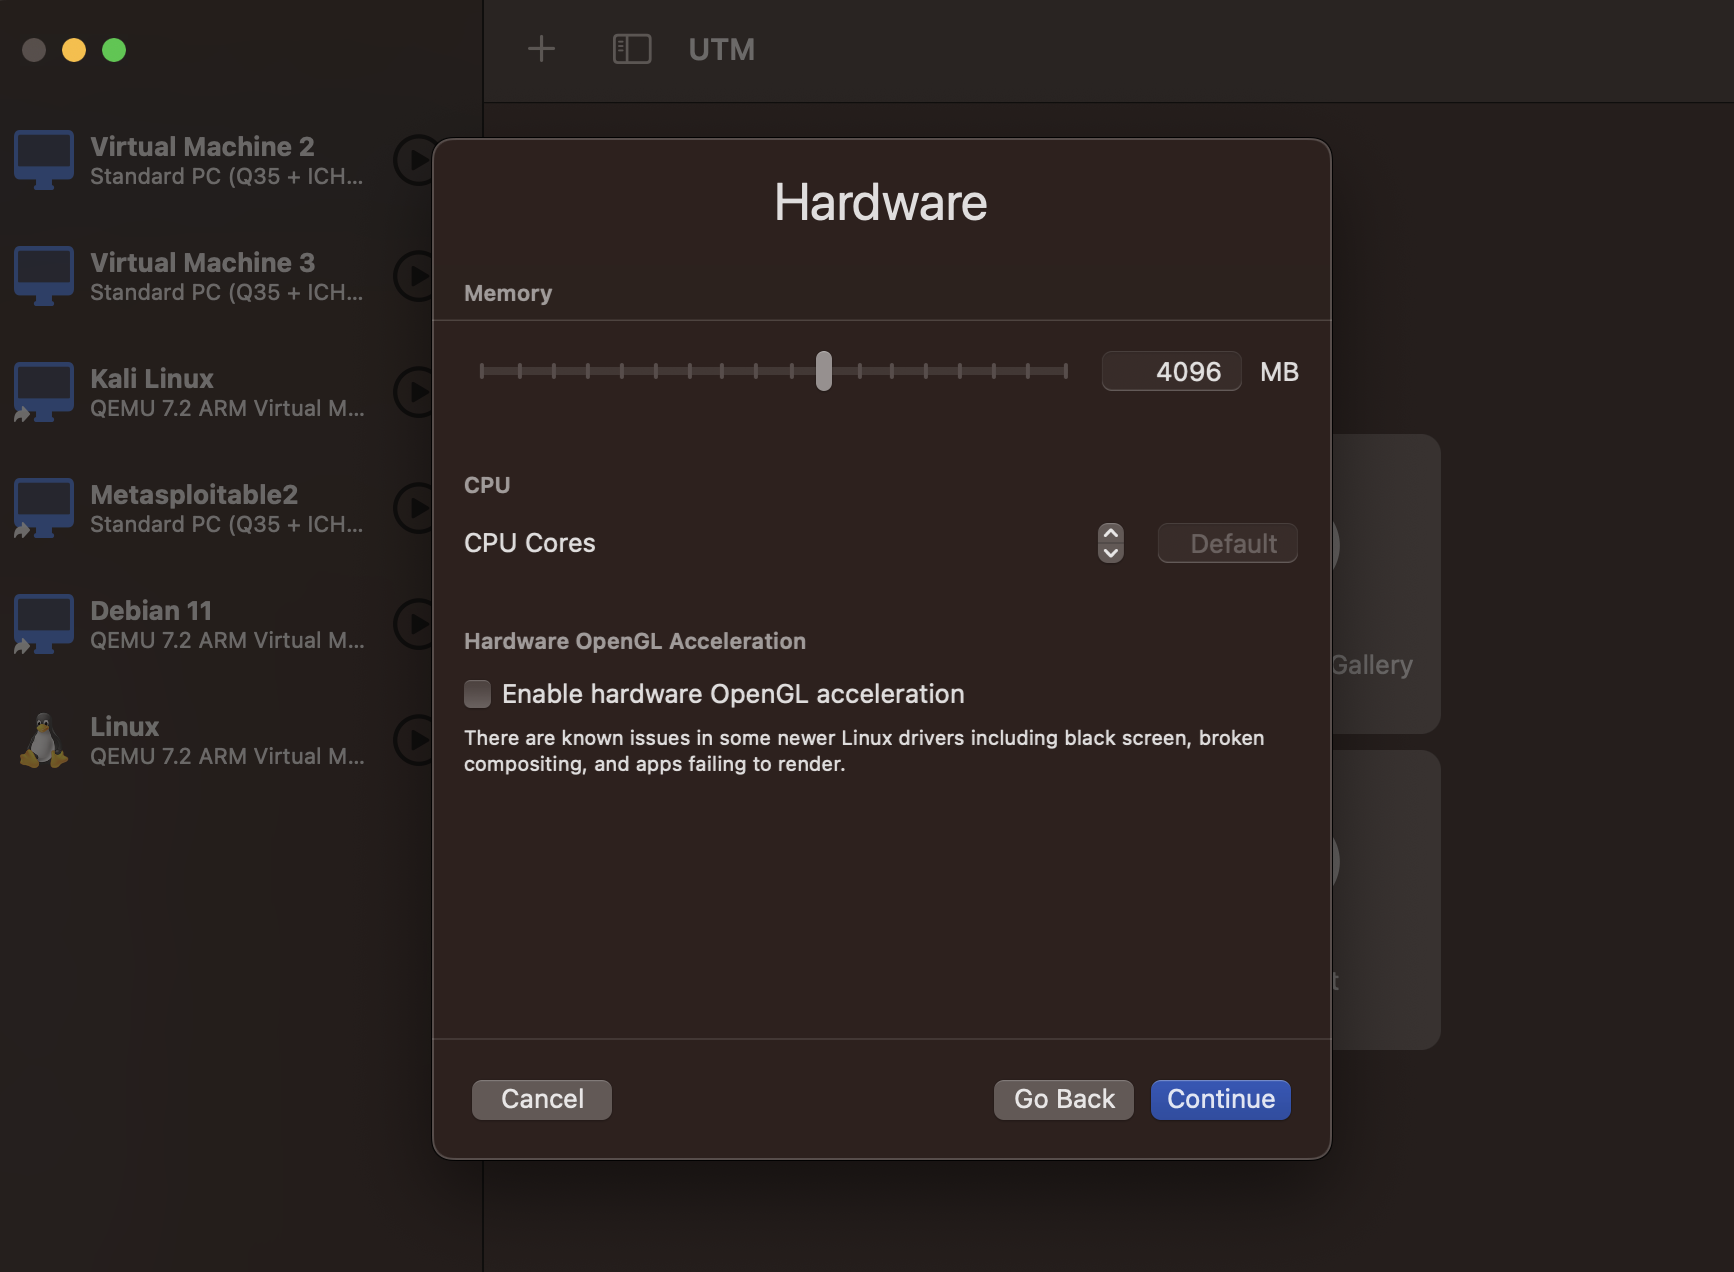 UTM
Virtual Machine 2
Standard PC (Q35 + ICH...
Virtual Machine 3
Standard PC (Q35 + ICH...
Kali Linux
QEMU 7.2 ARM Virtual M...
Metasploitable2
Standard PC (Q35 + ICH...
Debian 11
QEMU 7.2 ARM Virtual M...
Linux
QEMU 7.2 ARM Virtual M...
Hardware
Memory
4096 MB
CPU
CPU Cores
Default
Hardware OpenGL Acceleration
Enable hardware OpenGL acceleration
There are known issues in some newer Linux drivers including black screen, broken
compositing, and apps failing to render.
Cancel
Go Back
Continue
Gallery